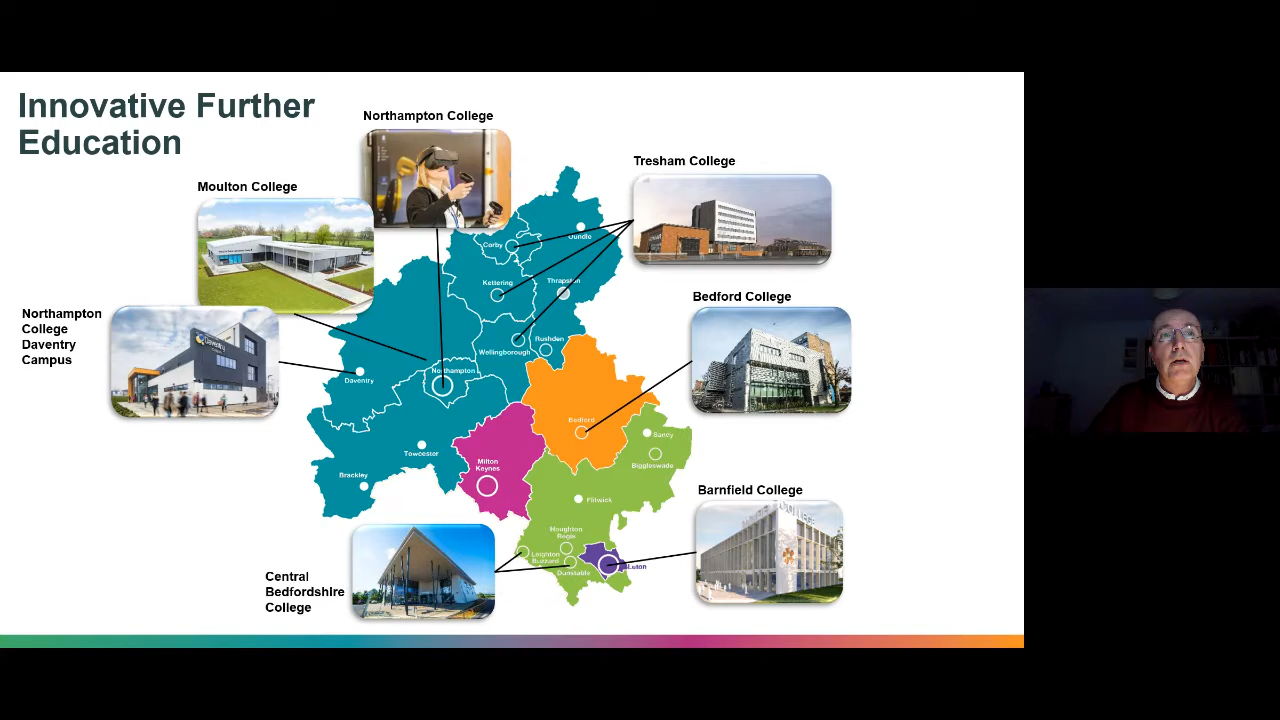 Innovative Further
Education
Northampton College
Tresham College
Moulton College
Oundle
Corby
Kettering
Thrapston
Bedford College
Northampton
College
Daventry
Campus
Daventry
Rushden
Wellingborough
Northampton
Daventry
Bedford
Sandy
Towcester
Milton
Keynes
Biggleswade
Brackley
Barnfield College
Flitwick
Houghton
Regis
Leighton
Buzzard
Dunstable
Luton
Central
Bedfordshire
College